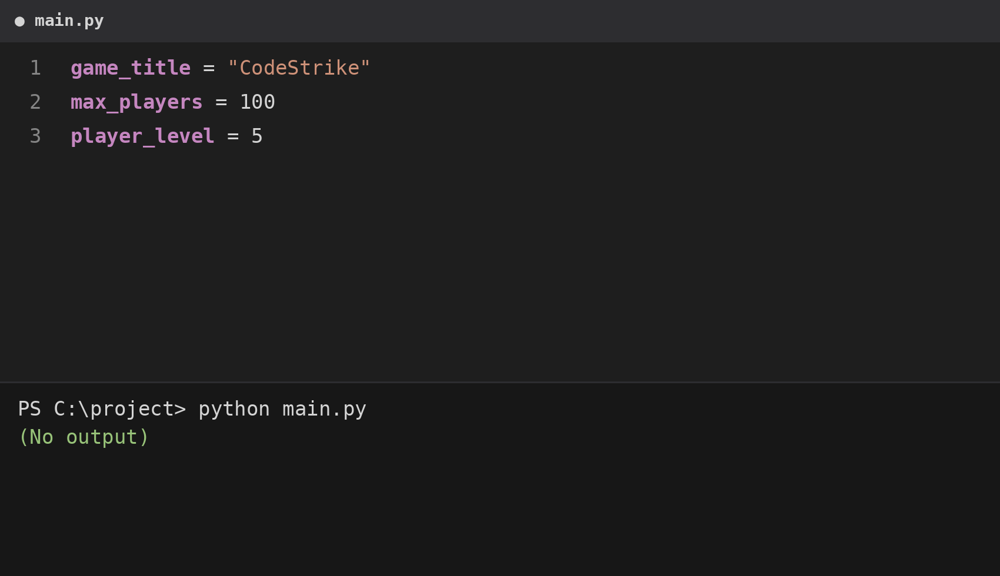 ● main.py
1 game_title = "CodeStrike"
2 max_players = 100
3 player_level = 5
PS C:\project> python main.py
(No output)